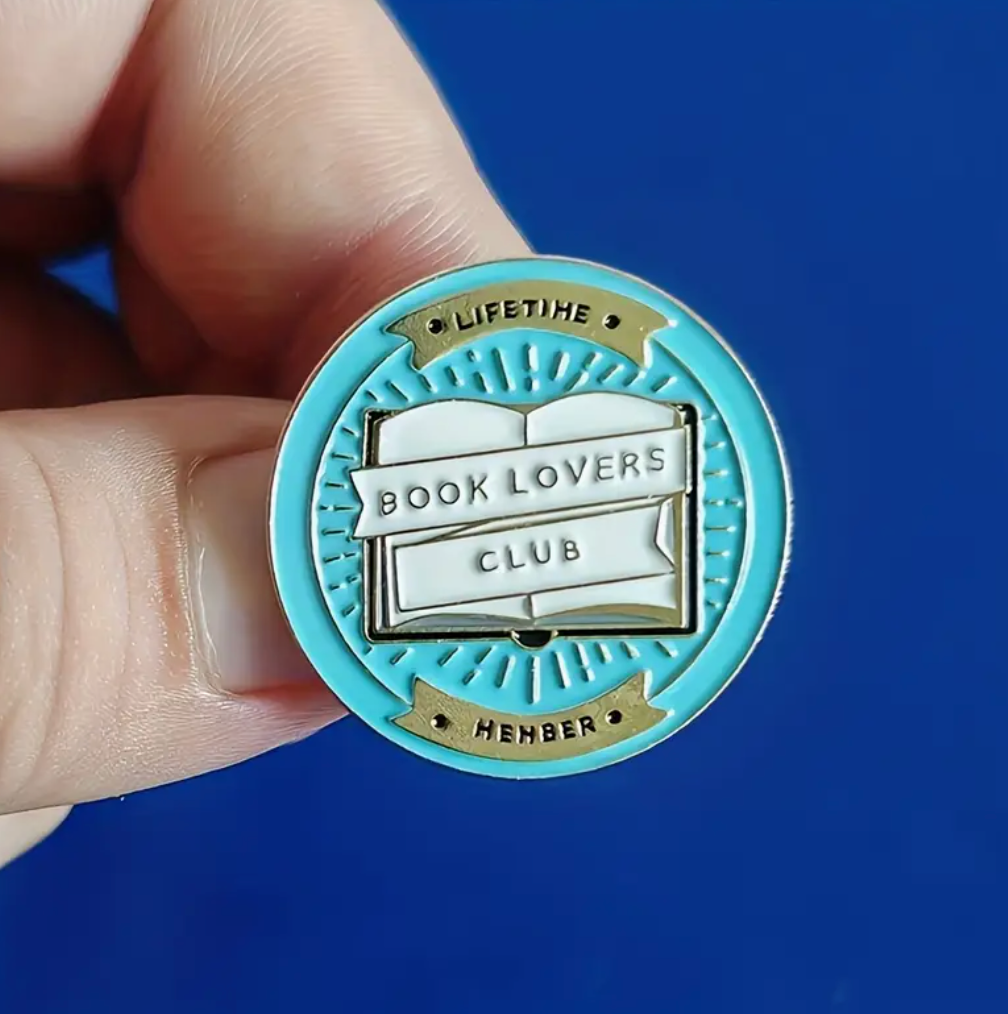 • LIFETIHE •
BOOK LOVERS
CLUB
• HEHBER •